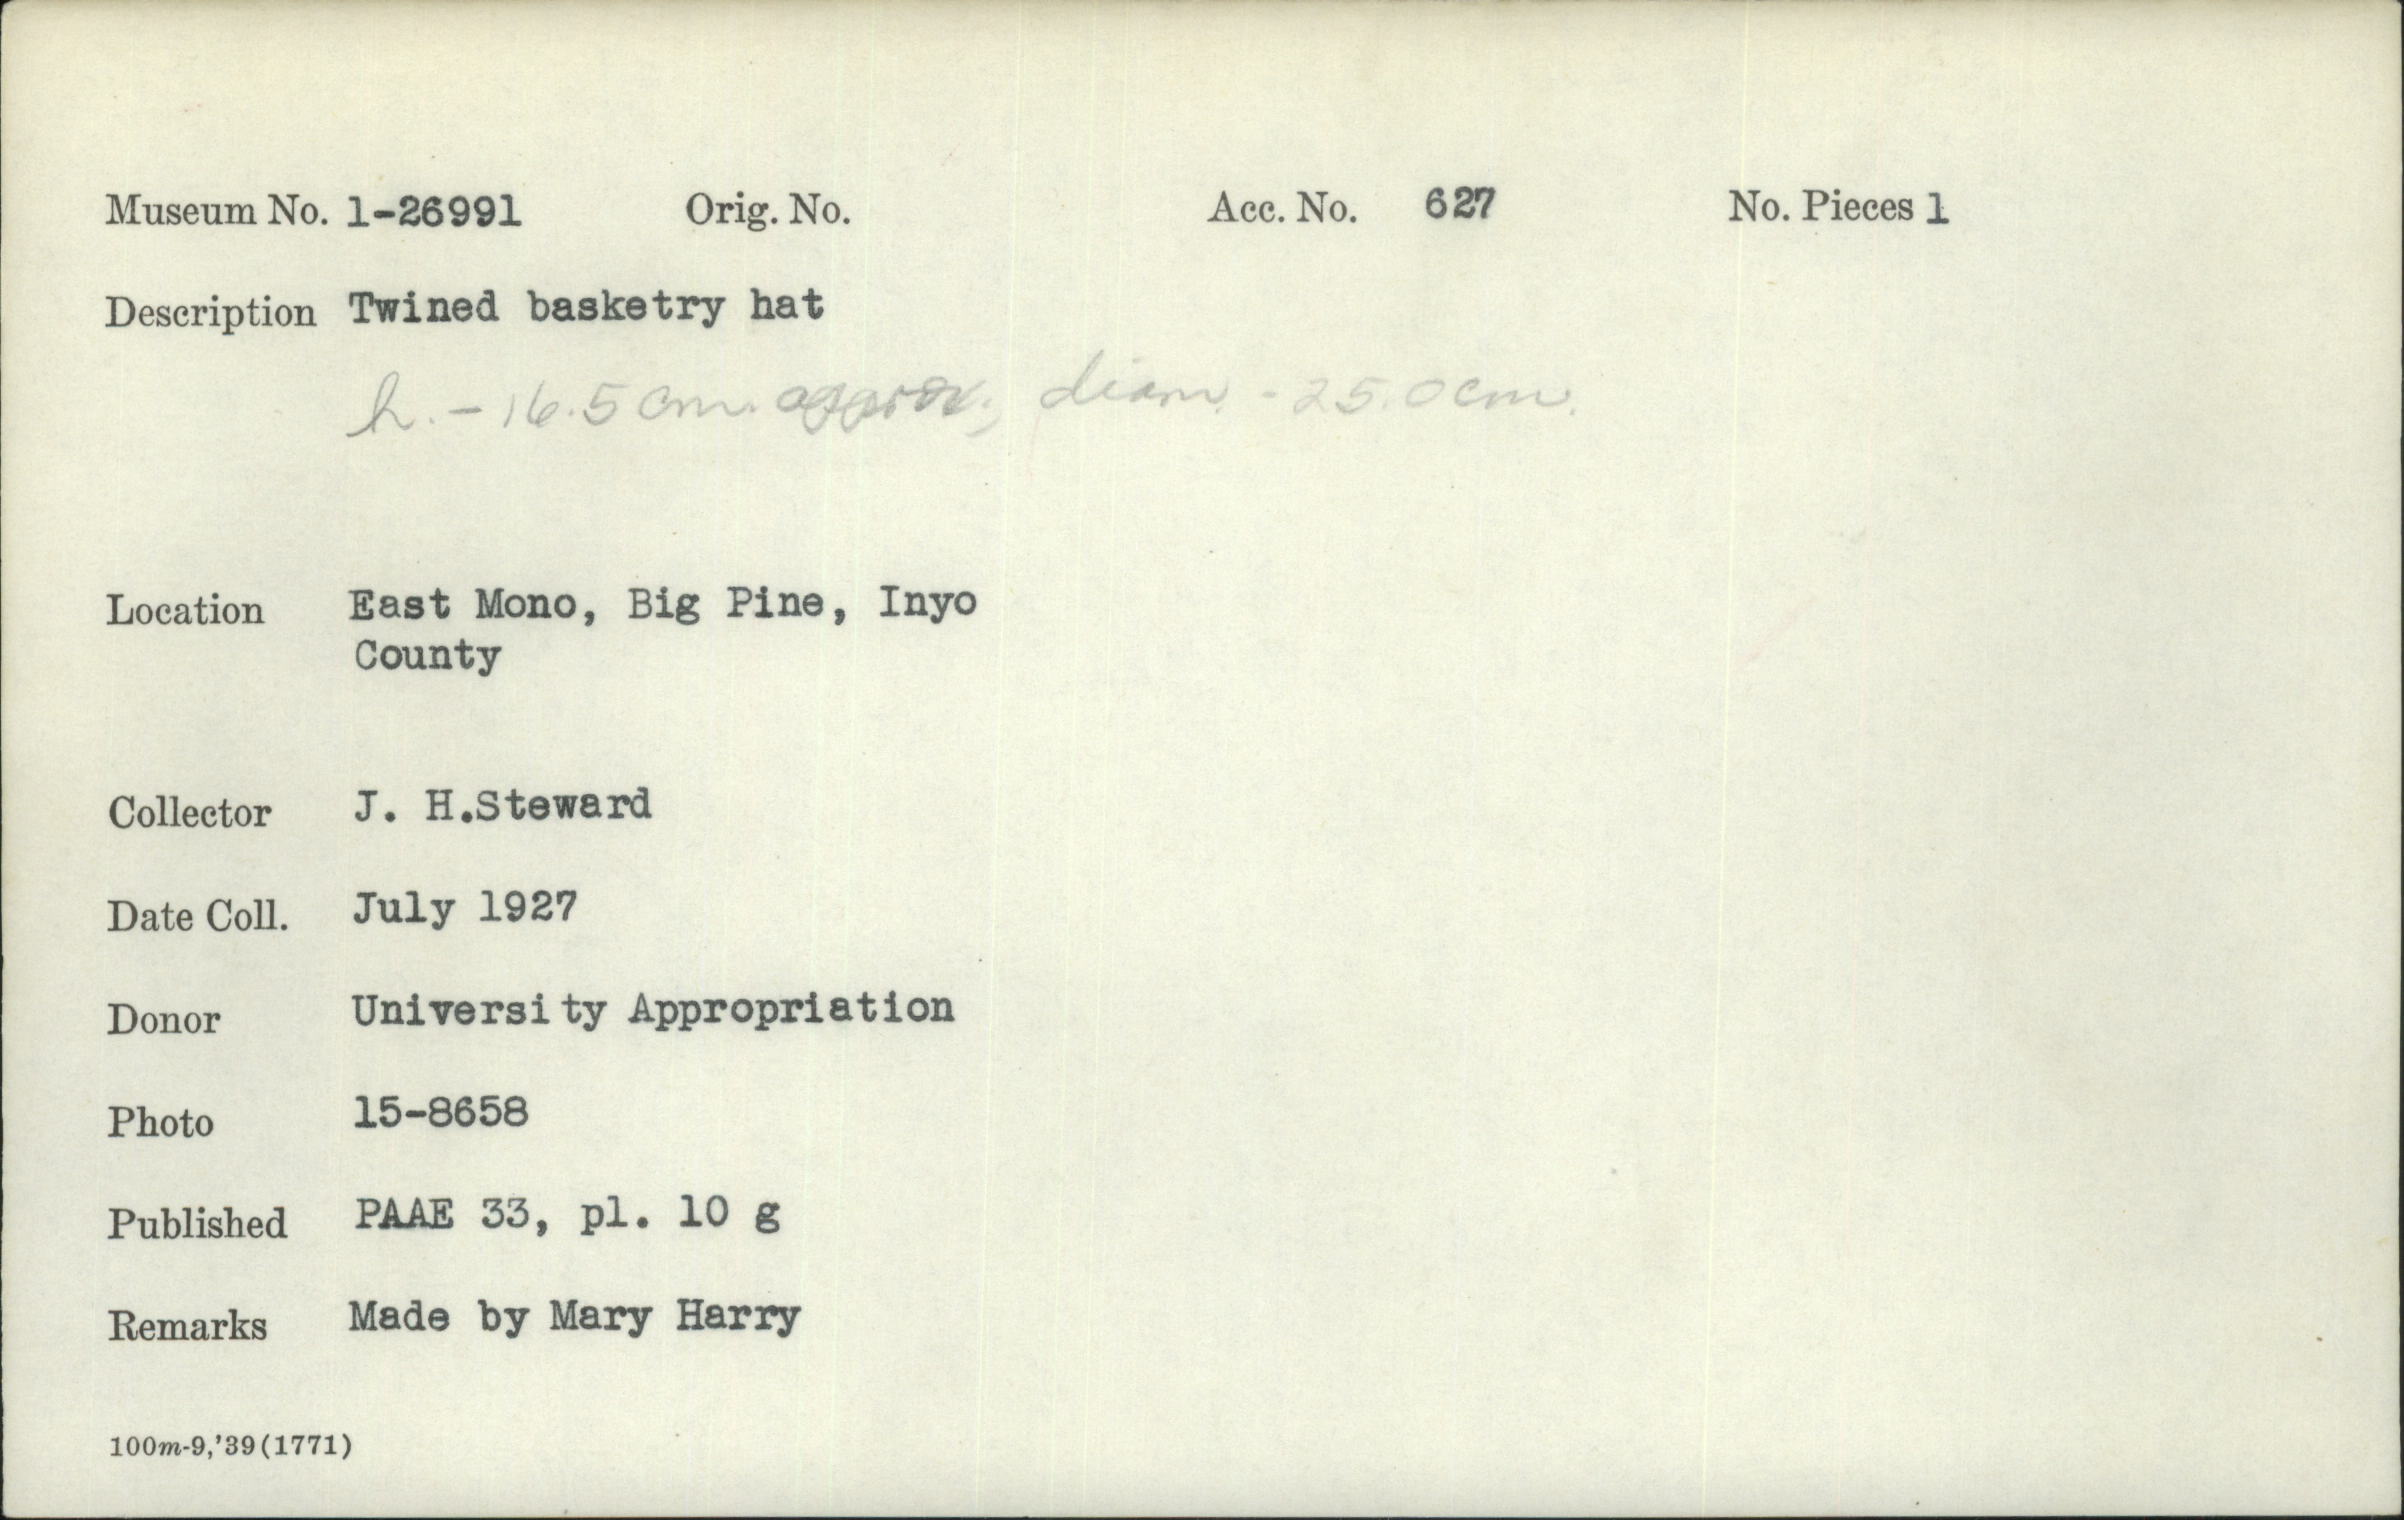 Museum No. 1-26991 Orig. No. Acc. No. 627 No. Pieces 1
Description Twined basketry hat
h. - 16.5 cm. approx., diam. - 25.0 cm.
Location East Mono, Big Pine, Inyo
County
Collector J. H.Steward
Date Coll. July 1927
Donor University Appropriation
Photo 15-8658
Published PAAE 33, pl. 10 g
Remarks Made by Mary Harry
100m-9,'39(1771)